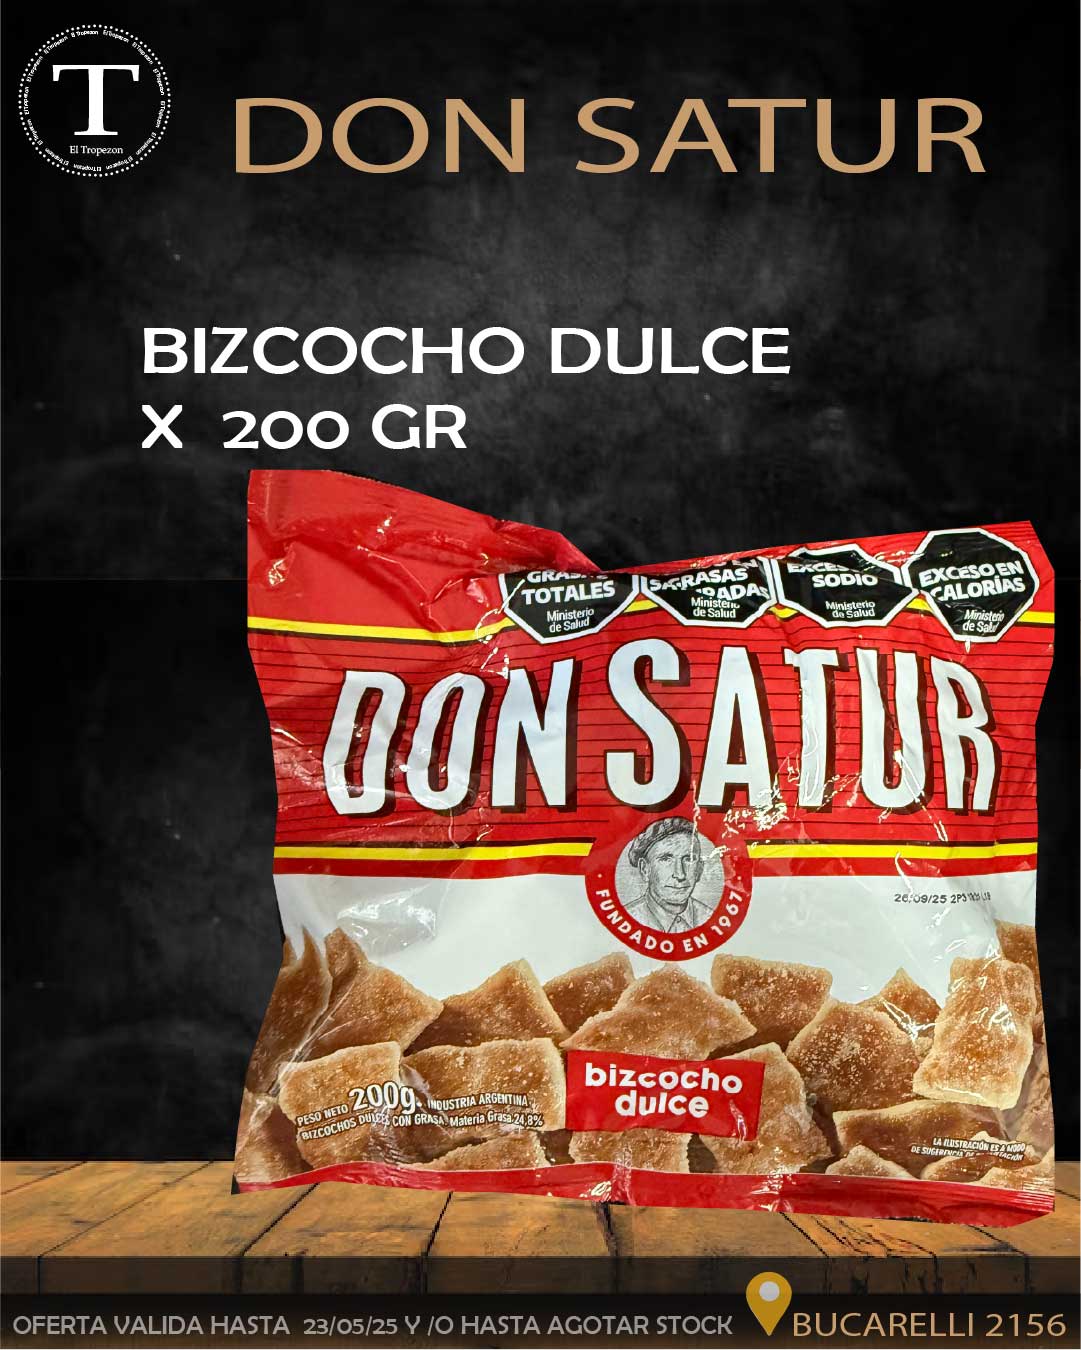 T
El Tropezon
DON SATUR
BIZCOCHO DULCE
X 200 GR
TOTALES
Ministerio
de Salud
Ministerio
de Salud
SODIO
Ministerio
de Salud
EXCESO EN
CALORÍAS
Ministerio
de Salud
DON SATUR
FUNDADO EN 1967
26/09/25
bizcocho
dulce
PESO NETO 200g. INDUSTRIA ARGENTINA
BIZCOCHOS DULCES CON GRASA. Materia Grasa 24,8%
LA ILUSTRACIÓN ES A MODO
DE SUGERENCIA DE
OFERTA VALIDA HASTA 23/05/25 Y /O HASTA AGOTAR STOCK
BUCARELLI 2156